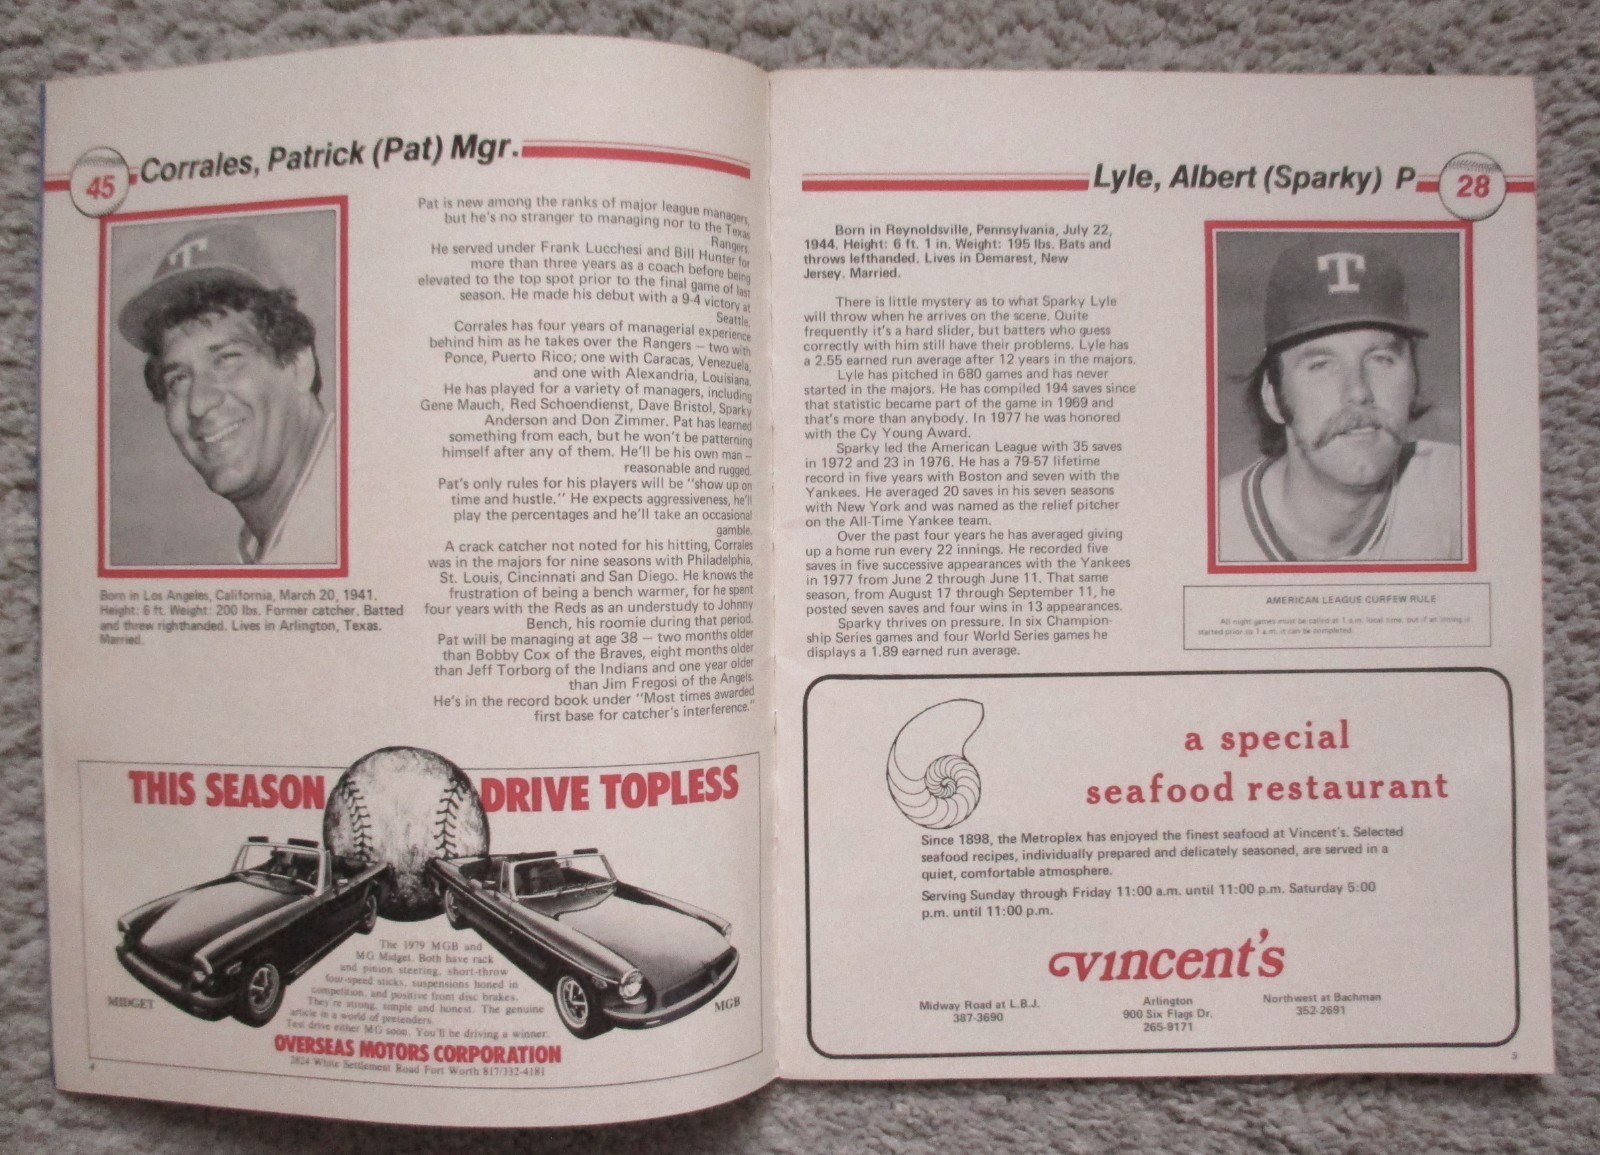 45
Corrales, Patrick (Pat) Mgr.
T
Pat is new among the ranks of major league managers,
but he's no stranger to managing nor to the Texas
Rangers.
He served under Frank Lucchesi and Bill Hunter for
more than three years as a coach before being
elevated to the top spot prior to the final game of last
season. He made his debut with a 9-4 victory at
Seattle.
Corrales has four years of managerial experience
behind him as he takes over the Rangers — two with
Ponce, Puerto Rico; one with Caracas, Venezuela,
and one with Alexandria, Louisiana.
He has played for a variety of managers, including
Gene Mauch, Red Schoendienst, Dave Bristol, Sparky
Anderson and Don Zimmer. Pat has learned
something from each, but he won't be patterning
himself after any of them. He'll be his own man —
reasonable and rugged.
Pat's only rules for his players will be "show up on
time and hustle." He expects aggressiveness, he'll
play the percentages and he'll take an occasional
gamble.
A crack catcher not noted for his hitting, Corrales
was in the majors for nine seasons with Philadelphia,
St. Louis, Cincinnati and San Diego. He knows the
frustration of being a bench warmer, for he spent
four years with the Reds as an understudy to Johnny
Bench, his roomie during that period.
Pat will be managing at age 38 — two months older
than Bobby Cox of the Braves, eight months older
than Jeff Torborg of the Indians and one year older
than Jim Fregosi of the Angels.
He's in the record book under "Most times awarded
first base for catcher's interference."
Born in Los Angeles, California, March 20, 1941.
Height: 6 ft. Weight: 200 lbs. Former catcher. Batted
and threw righthanded. Lives in Arlington, Texas.
Married.
THIS SEASON DRIVE TOPLESS
The 1979 MGB and
MG Midget. Both have rack
and pinion steering, short-throw
four-speed sticks, suspensions honed in
competition, and positive front disc brakes.
They're strong, simple and honest. The genuine
article in a world of pretenders.
Test drive either MG soon. You'll be driving a winner.
MIDGET
MGB
OVERSEAS MOTORS CORPORATION
2824 White Settlement Road Fort Worth 817/332-4181
4
Lyle, Albert (Sparky) P
28
T
Born in Reynoldsville, Pennsylvania, July 22,
1944. Height: 6 ft. 1 in. Weight: 195 lbs. Bats and
throws lefthanded. Lives in Demarest, New
Jersey. Married.
There is little mystery as to what Sparky Lyle
will throw when he arrives on the scene. Quite
frequently it's a hard slider, but batters who guess
correctly with him still have their problems. Lyle has
a 2.55 earned run average after 12 years in the majors.
Lyle has pitched in 680 games and has never
started in the majors. He has compiled 194 saves since
that statistic became part of the game in 1969 and
that's more than anybody. In 1977 he was honored
with the Cy Young Award.
Sparky led the American League with 35 saves
in 1972 and 23 in 1976. He has a 79-57 lifetime
record in five years with Boston and seven with the
Yankees. He averaged 20 saves in his seven seasons
with New York and was named as the relief pitcher
on the All-Time Yankee team.
Over the past four years he has averaged giving
up a home run every 22 innings. He recorded five
saves in five successive appearances with the Yankees
in 1977 from June 2 through June 11. That same
season, from August 17 through September 11, he
posted seven saves and four wins in 13 appearances.
Sparky thrives on pressure. In six Champion-
ship Series games and four World Series games he
displays a 1.89 earned run average.
AMERICAN LEAGUE CURFEW RULE
All night games must be called at 1 a.m. local time, but if an inning is
started prior to 1 a.m. it can be completed.
a special
seafood restaurant
Since 1898, the Metroplex has enjoyed the finest seafood at Vincent's. Selected
seafood recipes, individually prepared and delicately seasoned, are served in a
quiet, comfortable atmosphere.
Serving Sunday through Friday 11:00 a.m. until 11:00 p.m. Saturday 5:00
p.m. until 11:00 p.m.
vincent's
Midway Road at L.B.J.
387-3690
Arlington
900 Six Flags Dr.
265-9171
Northwest at Bachman
352-2691
5